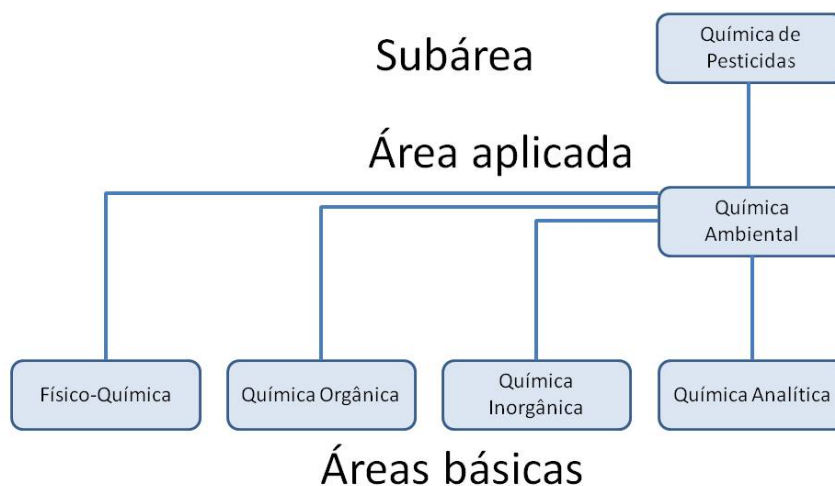 Subárea
Química de
Pesticidas
Área aplicada
Química
Ambiental
Físico-Química
Química Orgânica
Química
Inorgânica
Química Analítica
Áreas básicas